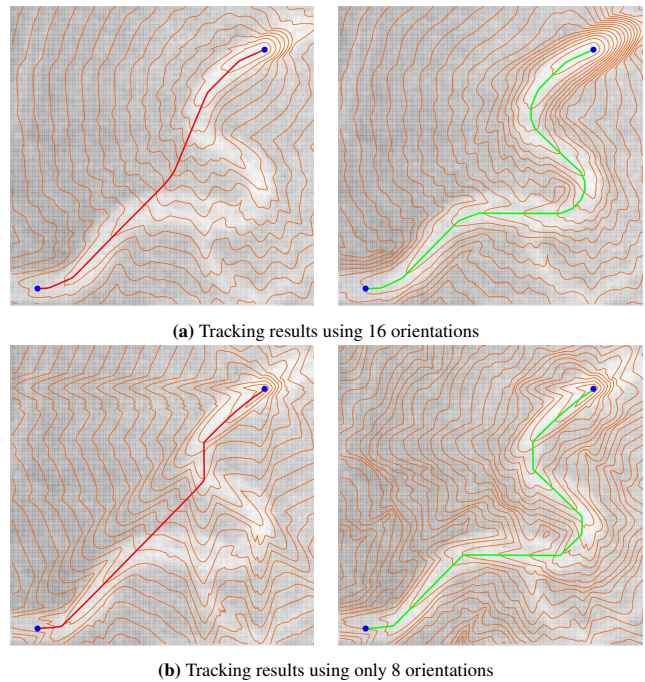 (a) Tracking results using 16 orientations
(b) Tracking results using only 8 orientations